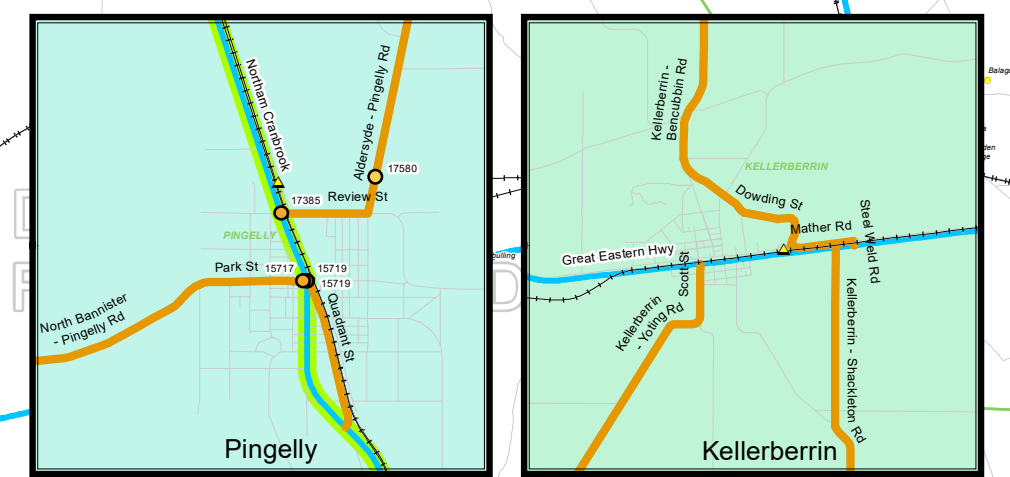 Northam Cranbrook
Aldersyde - Pingelly Rd
17580
17385
Review St
PINGELLY
Park St
15717
15719
15719
Quadrant St
North Bannister
- Pingelly Rd
Pingelly
Kellerberrin -
Bencubbin Rd
KELLERBERRIN
Dowding St
Mather Rd
Steel Weld Rd
Great Eastern Hwy
Scott St
Kellerberrin
- Yoting Rd
Kellerberrin - Shackleton Rd
Kellerberrin
Balag